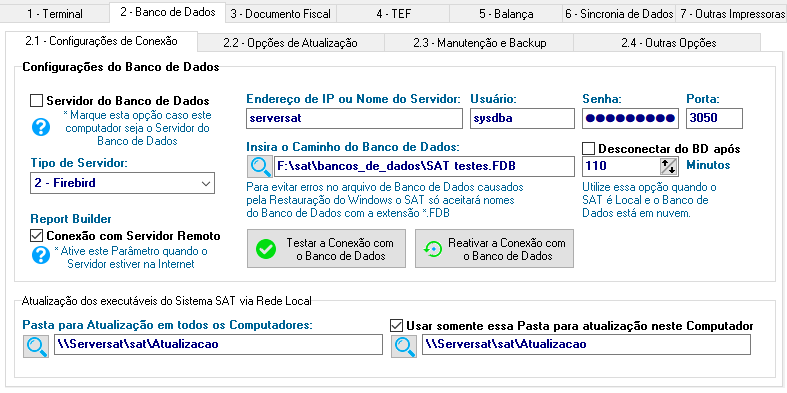 1 - Terminal
2 - Banco de Dados
3 - Documento Fiscal
4 - TEF
5 - Balança
6 - Sincronia de Dados
7 - Outras Impressoras
2.1 - Configurações de Conexão
2.2 - Opções de Atualização
2.3 - Manutenção e Backup
2.4 - Outras Opções
Configurações do Banco de Dados
Servidor do Banco de Dados
* Marque esta opção caso este
computador seja o Servidor do
Banco de Dados
Tipo de Servidor:
2 - Firebird
Report Builder
Conexão com Servidor Remoto
* Ative este Parâmetro quando o
Servidor estiver na Internet
Endereço de IP ou Nome do Servidor:
serversat
Usuário:
sysdba
Senha:
●●●●●●●●●
Porta:
3050
Insira o Caminho do Banco de Dados:
F:\sat\bancos_de_dados\SAT testes.FDB
Para evitar erros no arquivo de Banco de Dados causados
pela Restauração do Windows o SAT só aceitará nomes
do Banco de Dados com a extensão *.FDB
Desconectar do BD após
110
Minutos
Utilize essa opção quando o
SAT é Local e o Banco de
Dados está em nuvem.
Testar a Conexão com
o Banco de Dados
Reativar a Conexão com
o Banco de Dados
Atualização dos executáveis do Sistema SAT via Rede Local
Pasta para Atualização em todos os Computadores:
\\Serversat\sat\Atualizacao
Usar somente essa Pasta para atualização neste Computador
\\Serversat\sat\Atualizacao